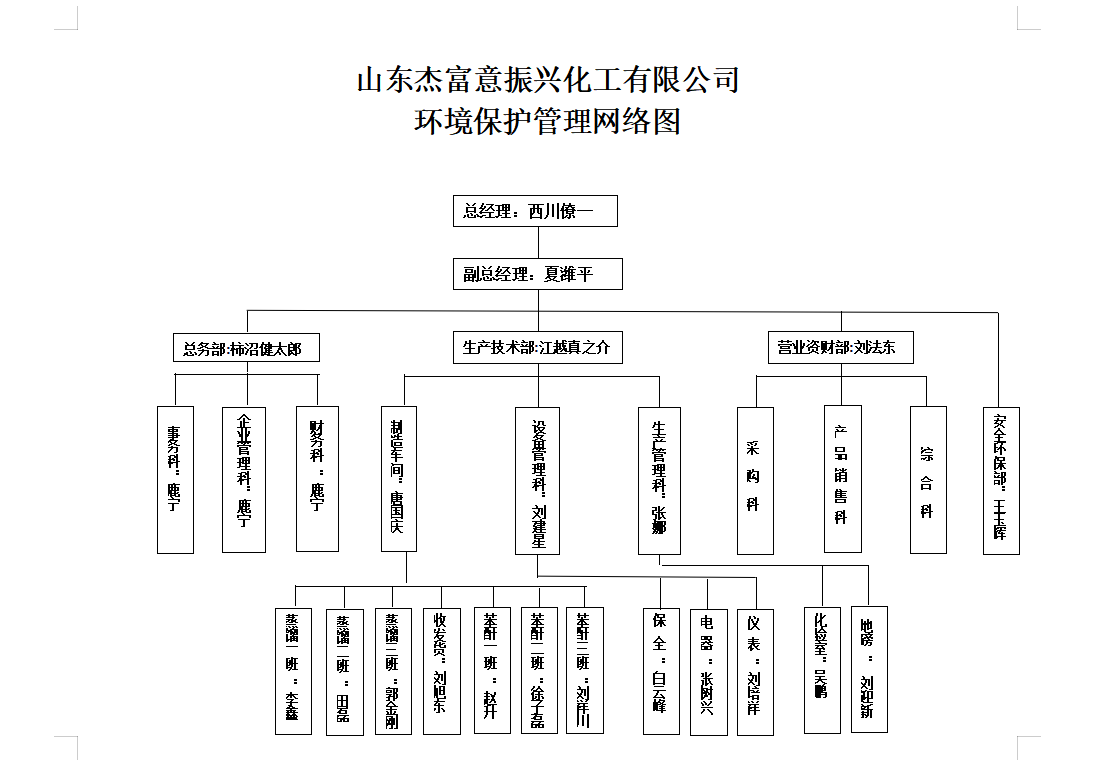 山东杰富意振兴化工有限公司
环境保护管理网络图
总经理：西川僚一
副总经理：夏潍平
总务部:柿沼健太郎
生产技术部:江越真之介
营业资财部:刘法东
事务科：鹿宁
企业管理科：鹿宁
财务科：鹿宁
制造车间：唐国庆
设备管理科：刘建星
生产管理科：张娜
采购科
产品销售科
综合科
安全环保部：王玉晖
蒸馏一班：李鑫
蒸馏二班：田磊
蒸馏三班：郭金刚
收发货：刘旭东
苯酐一班：赵升
苯酐二班：徐子磊
苯酐三班：刘洋川
保全：白云峰
电器：张树兴
仪表：刘培祥
化验室：吴鹏
地磅：刘迎新